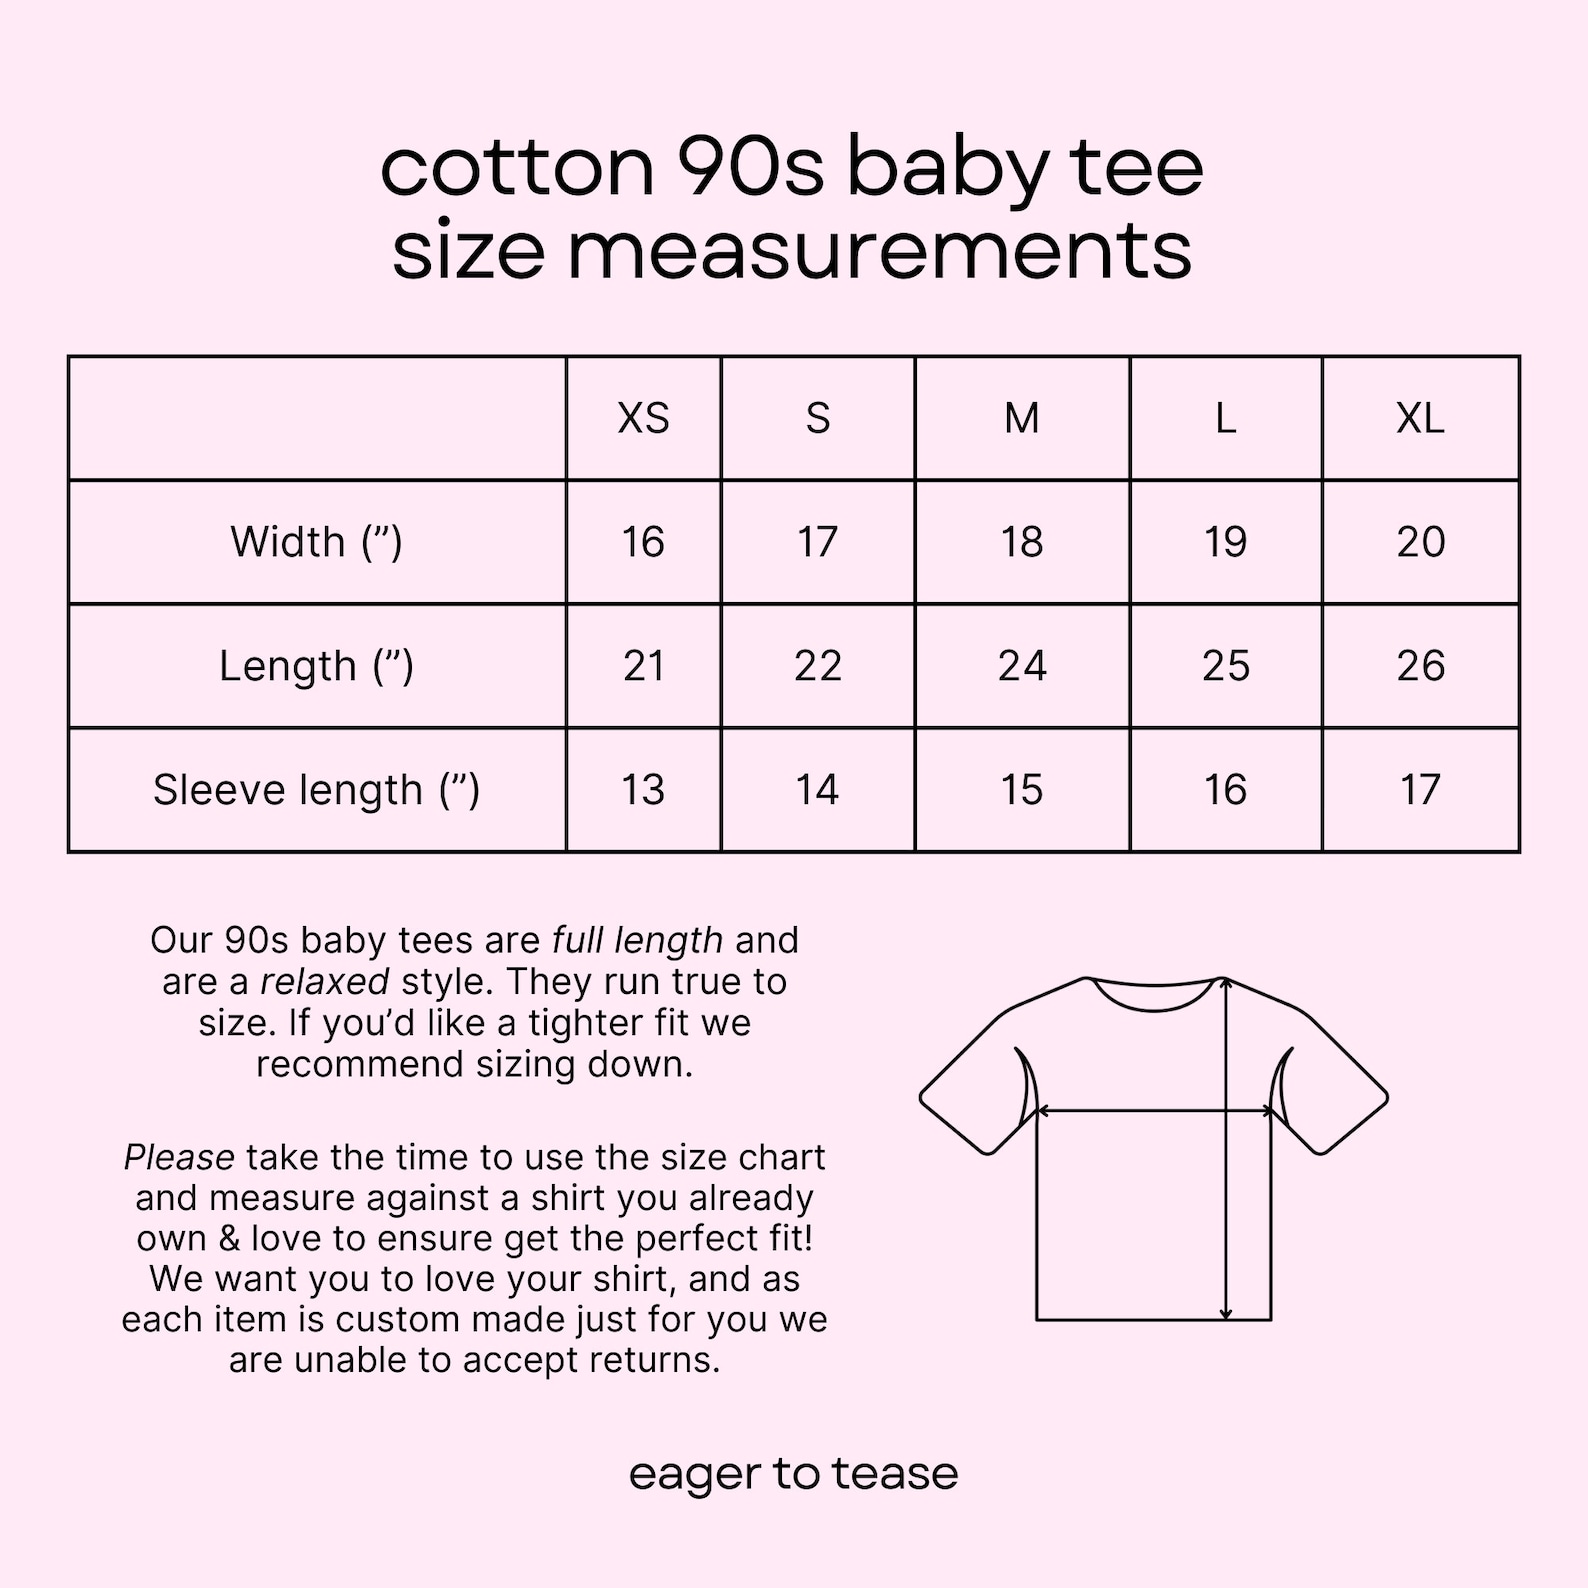 cotton 90s baby tee
size measurements
XS S M L XL
Width (”) 16 17 18 19 20
Length (”) 21 22 24 25 26
Sleeve length (”) 13 14 15 16 17
Our 90s baby tees are full length and
are a relaxed style. They run true to
size. If you’d like a tighter fit we
recommend sizing down.
Please take the time to use the size chart
and measure against a shirt you already
own & love to ensure get the perfect fit!
We want you to love your shirt, and as
each item is custom made just for you we
are unable to accept returns.
eager to tease